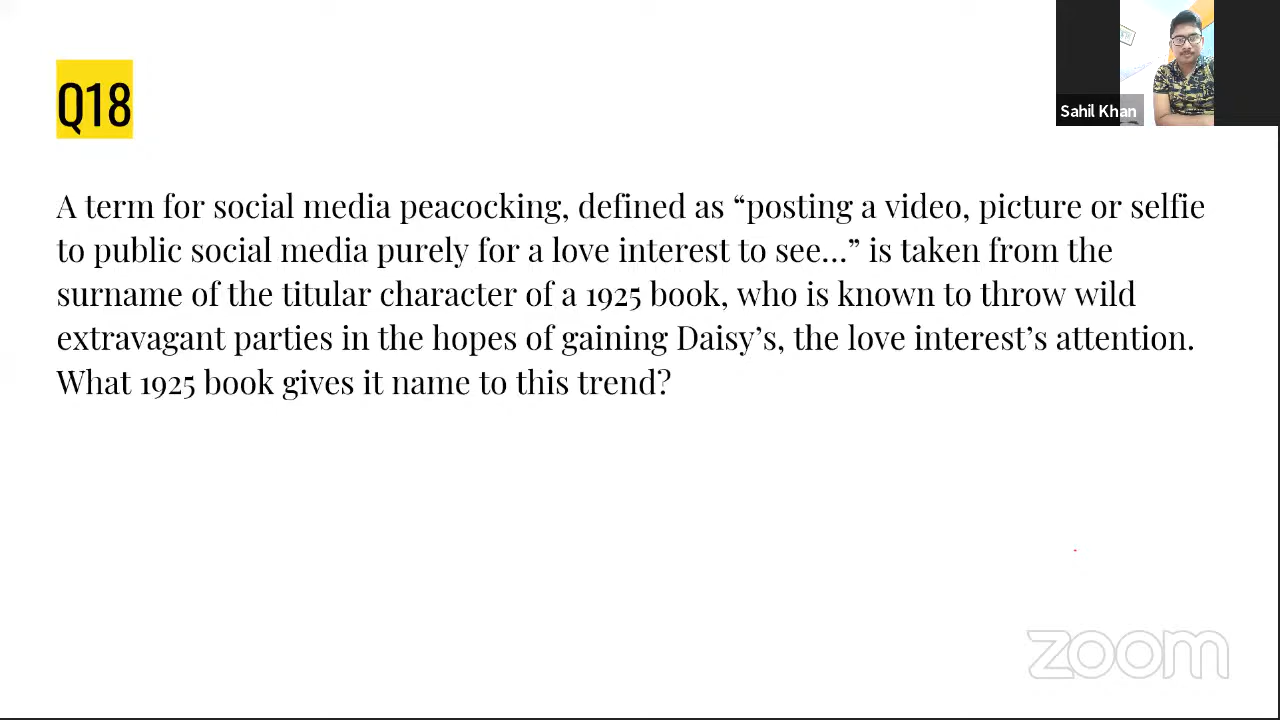 Q18
Sahil Khan
A term for social media peacocking, defined as “posting a video, picture or selfie
to public social media purely for a love interest to see...” is taken from the
surname of the titular character of a 1925 book, who is known to throw wild
extravagant parties in the hopes of gaining Daisy’s, the love interest’s attention.
What 1925 book gives it name to this trend?
zoom